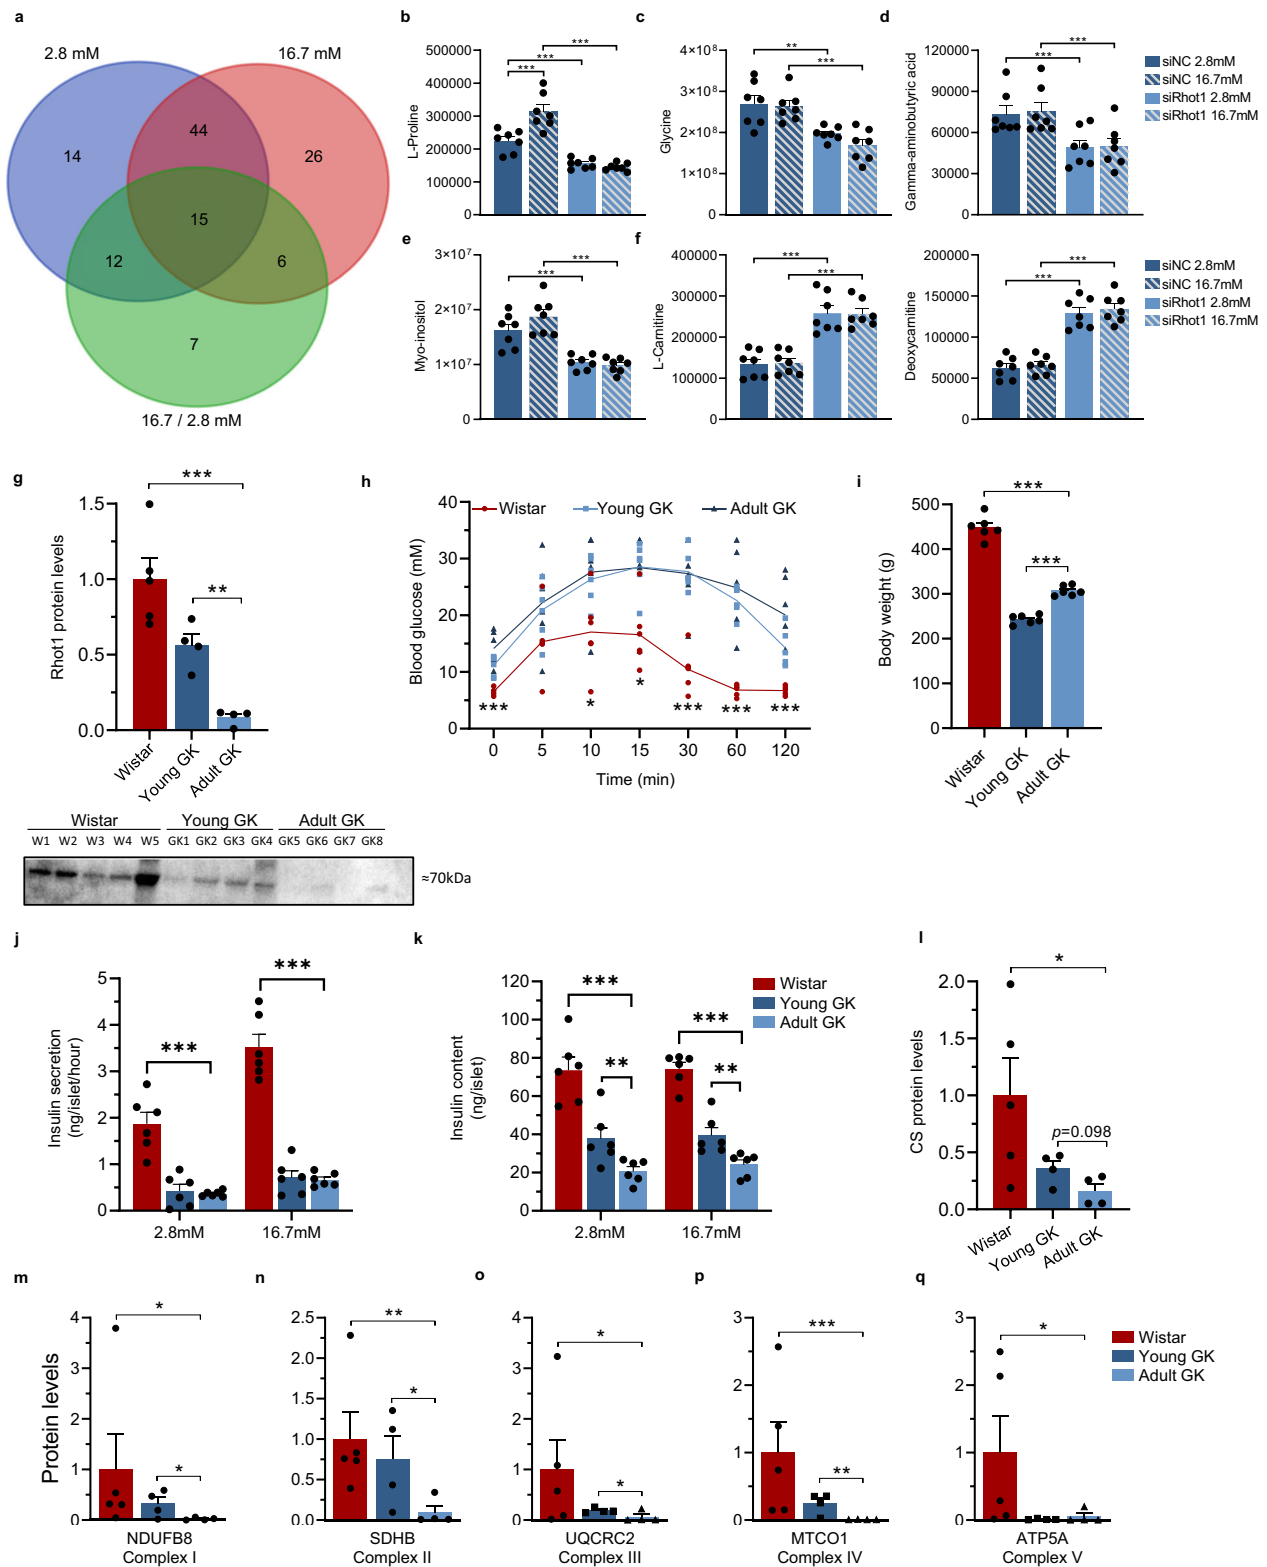 a
2.8 mM
16.7 mM
44
14
26
15
12
6
7
16.7 / 2.8 mM
b
L-Proline
500000
400000
300000
200000
100000
0
***
***
***
c
Glycine
4×10⁸
3×10⁸
2×10⁸
1×10⁸
0
**
***
d
Gamma-aminobutyric acid
120000
90000
60000
30000
0
***
***
siNC 2.8mM
siNC 16.7mM
siRhot1 2.8mM
siRhot1 16.7mM
e
Myo-inositol
3×10⁷
2×10⁷
1×10⁷
0
***
***
f
L-Carnitine
400000
300000
200000
100000
0
***
***
Deoxycarnitine
200000
150000
100000
50000
0
***
***
siNC 2.8mM
siNC 16.7mM
siRhot1 2.8mM
siRhot1 16.7mM
g
Rhot1 protein levels
1.5
1.0
0.5
0.0
***
**
Wistar
Young GK
Adult GK
Wistar Young GK Adult GK
W1 W2 W3 W4 W5 GK1 GK2 GK3 GK4 GK5 GK6 GK7 GK8
≈70kDa
h
Blood glucose (mM)
40
30
20
10
0
Wistar Young GK Adult GK
*** * * *** *** ***
0 5 10 15 30 60 120
Time (min)
i
Body weight (g)
500
400
300
200
100
0
***
***
Wistar
Young GK
Adult GK
j
Insulin secretion
(ng/islet/hour)
5
4
3
2
1
0
***
***
2.8mM 16.7mM
k
Insulin content
(ng/islet)
120
100
80
60
40
20
0
***
**
***
**
2.8mM 16.7mM
Wistar
Young GK
Adult GK
l
CS protein levels
2.0
1.5
1.0
0.5
0.0
*
p=0.098
Wistar
Young GK
Adult GK
m
Protein levels
4
3
2
1
0
*
*
NDUFB8
Complex I
n
2.5
2.0
1.5
1.0
0.5
0.0
**
*
SDHB
Complex II
o
4
3
2
1
0
*
*
UQCRC2
Complex III
p
3
2
1
0
***
**
MTCO1
Complex IV
q
3
2
1
0
*
ATP5A
Complex V
Wistar
Young GK
Adult GK